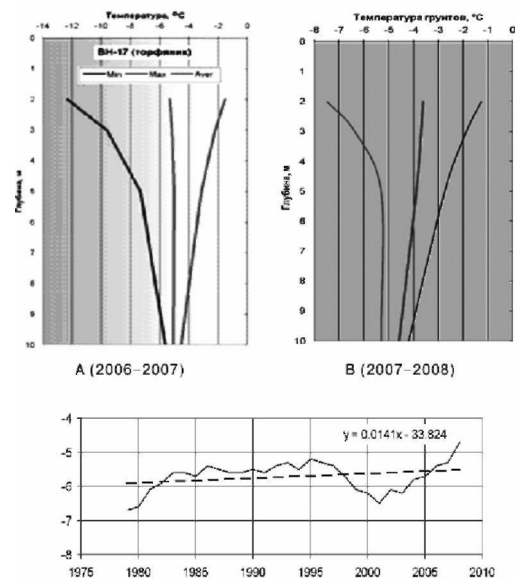 Температура, °С
-14 -12 -10 -8 -6 -4 -2 0
ВН-17 (торфяник)
Min Max Aver
Глубина, м
0
1
2
3
4
5
6
7
8
9
10
А (2006–2007)
Температура грунтов, °С
-8 -7 -6 -5 -4 -3 -2 -1 0
Глубина, м
0
1
2
3
4
5
6
7
8
9
10
В (2007–2008)
-4
-5
-6
-7
-8
y = 0.0141x - 33.824
1975 1980 1985 1990 1995 2000 2005 2010